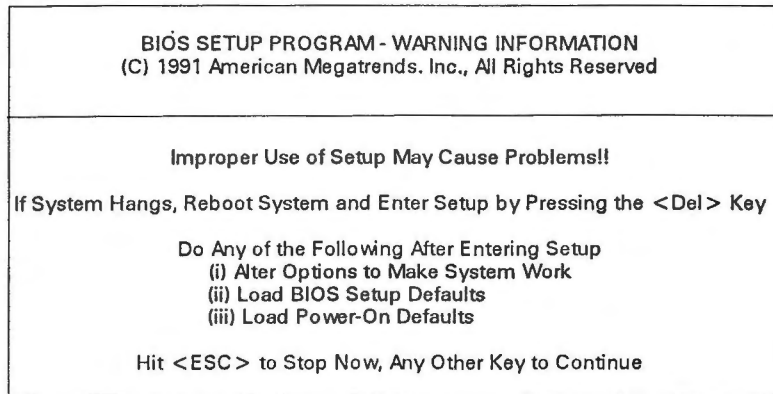 BIOS SETUP PROGRAM - WARNING INFORMATION
(C) 1991 American Megatrends. Inc., All Rights Reserved
Improper Use of Setup May Cause Problems!!
If System Hangs, Reboot System and Enter Setup by Pressing the <Del> Key
Do Any of the Following After Entering Setup
(i) Alter Options to Make System Work
(ii) Load BIOS Setup Defaults
(iii) Load Power-On Defaults
Hit <ESC> to Stop Now, Any Other Key to Continue